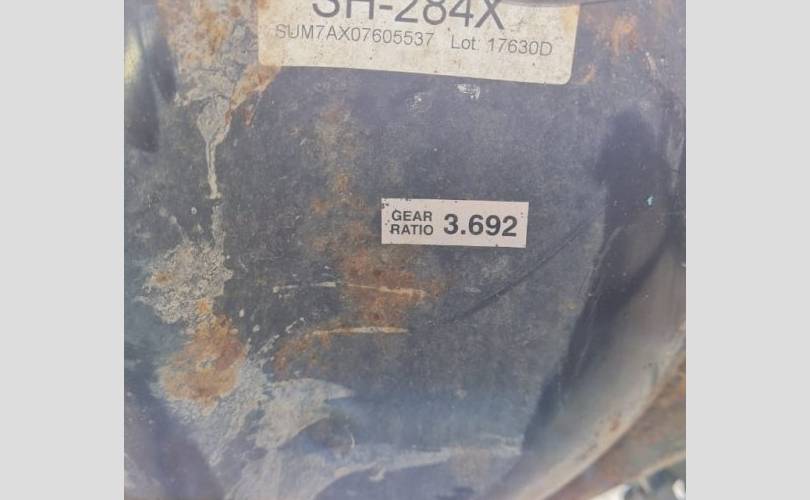 SH-284X
SUM7AX07605537 Lot: 17630D
GEAR
RATIO 3.692